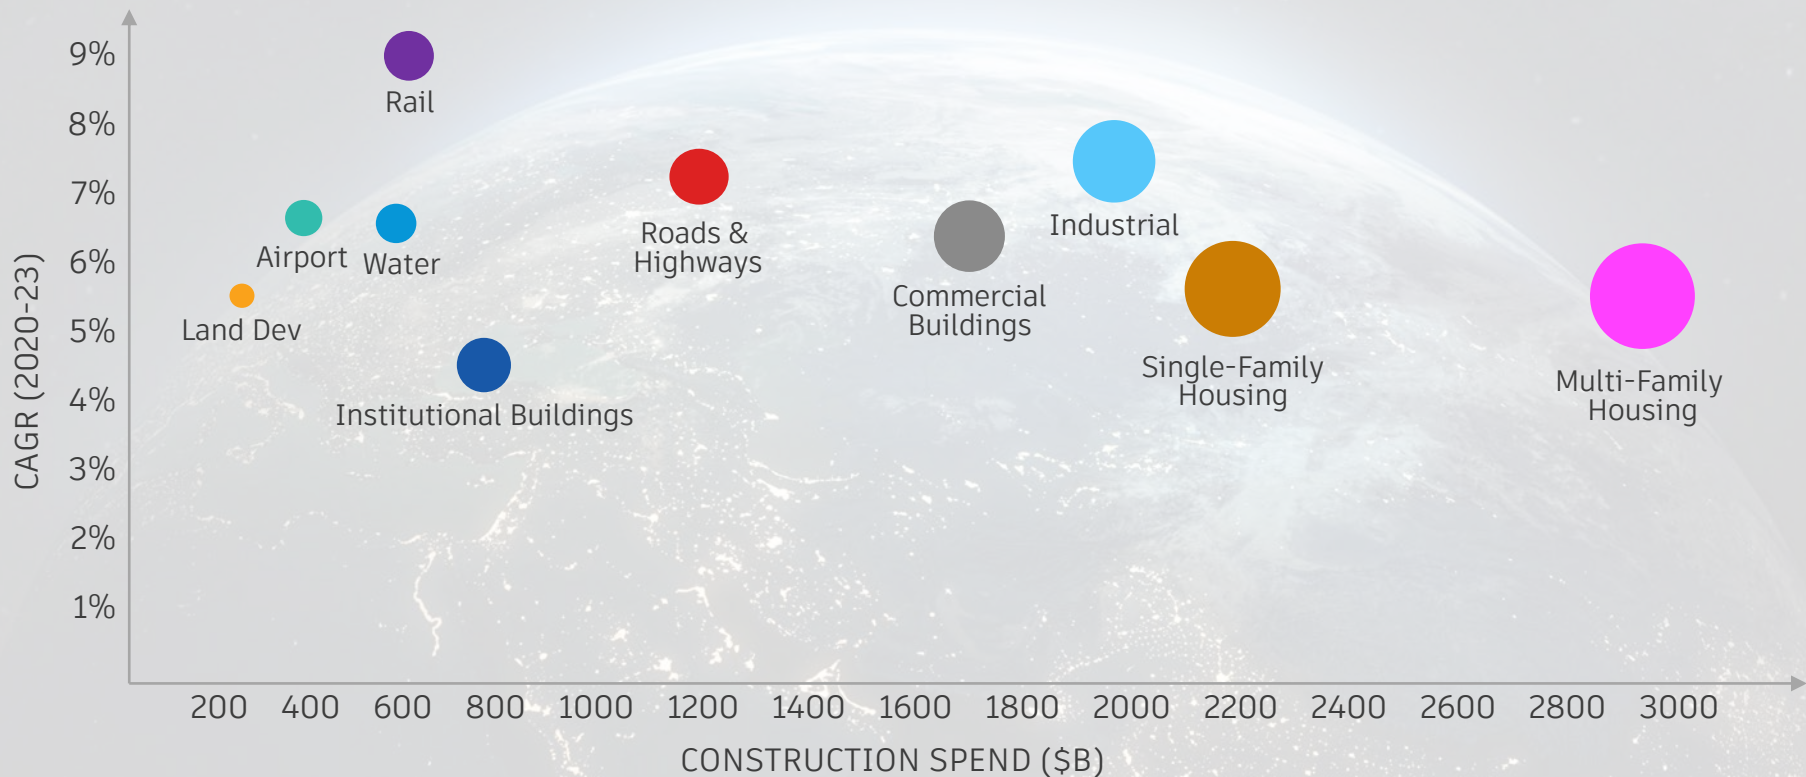 9%
Rail
8%
7%
Airport
Water
Roads &
Highways
Industrial
6%
Commercial
Buildings
Land Dev
5%
Single-Family
Housing
Multi-Family
Housing
4%
Institutional Buildings
3%
2%
1%
CAGR (2020-23)
200 400 600 800 1000 1200 1400 1600 1800 2000 2200 2400 2600 2800 3000
CONSTRUCTION SPEND ($B)